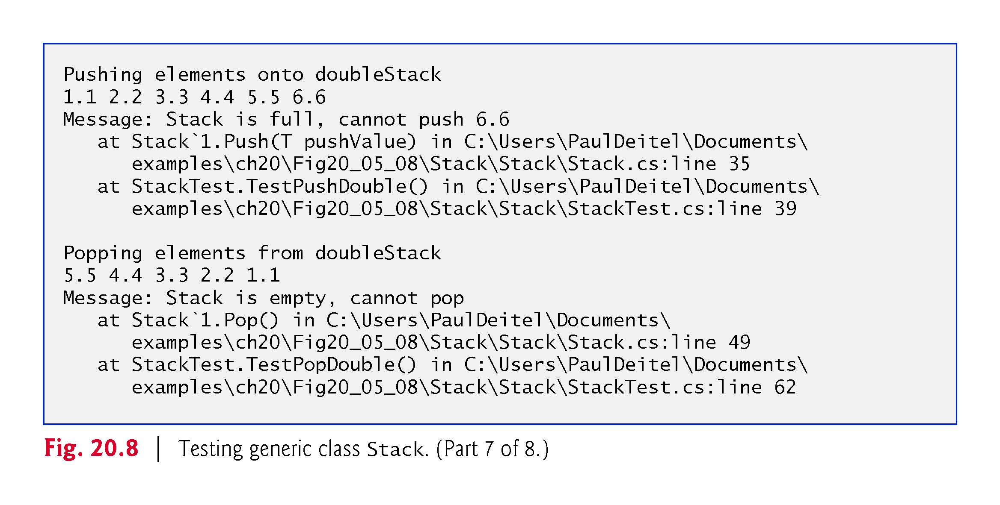 Pushing elements onto doubleStack
1.1 2.2 3.3 4.4 5.5 6.6
Message: Stack is full, cannot push 6.6
   at Stack`1.Push(T pushValue) in C:\Users\PaulDeitel\Documents\
      examples\ch20\Fig20_05_08\Stack\Stack\Stack.cs:line 35
   at StackTest.TestPushDouble() in C:\Users\PaulDeitel\Documents\
      examples\ch20\Fig20_05_08\Stack\Stack\StackTest.cs:line 39

Popping elements from doubleStack
5.5 4.4 3.3 2.2 1.1
Message: Stack is empty, cannot pop
   at Stack`1.Pop() in C:\Users\PaulDeitel\Documents\
      examples\ch20\Fig20_05_08\Stack\Stack\Stack.cs:line 49
   at StackTest.TestPopDouble() in C:\Users\PaulDeitel\Documents\
      examples\ch20\Fig20_05_08\Stack\Stack\StackTest.cs:line 62
Fig. 20.8 | Testing generic class Stack. (Part 7 of 8.)